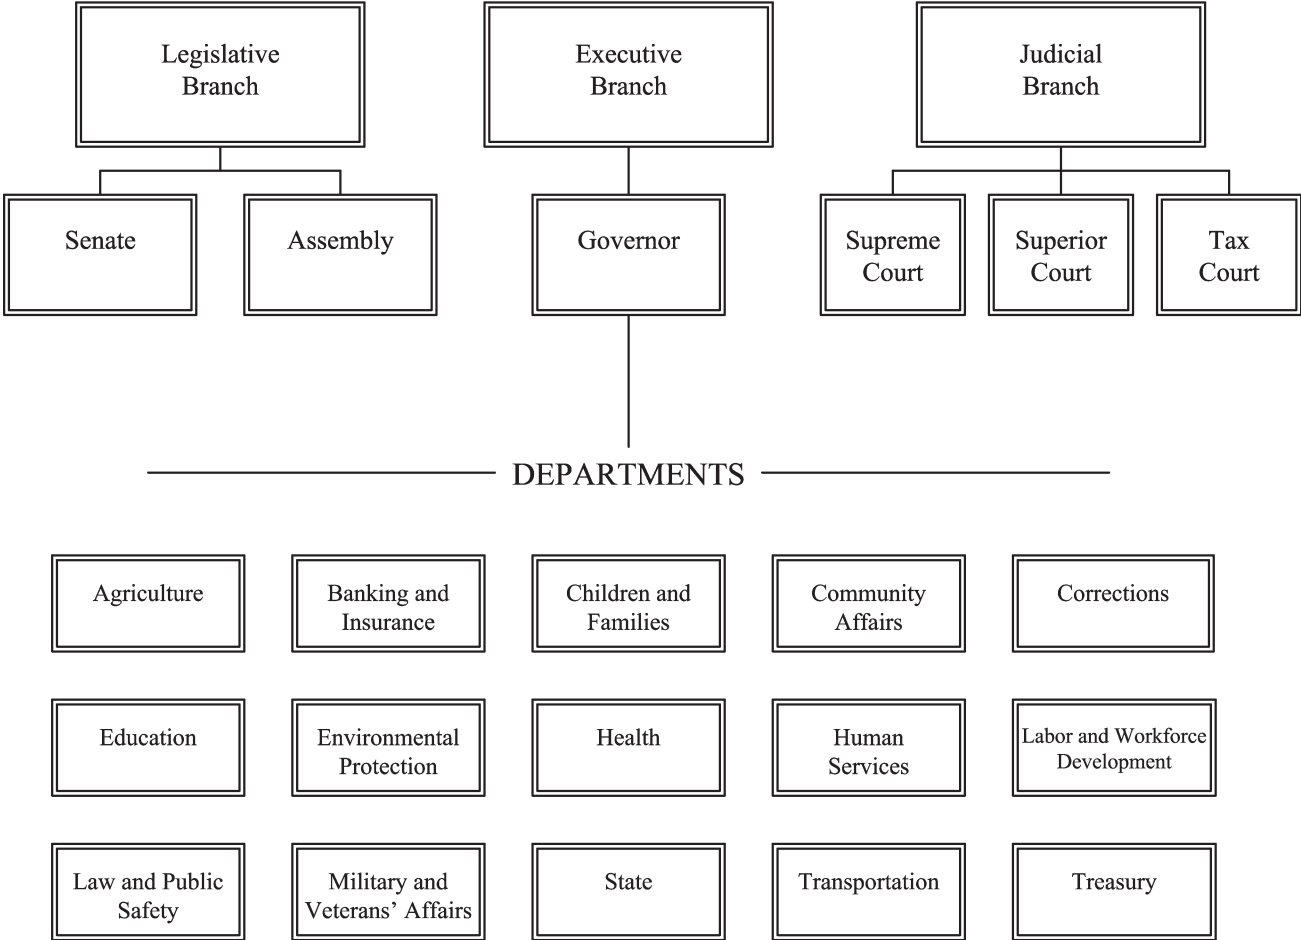 Legislative
Branch
Executive
Branch
Judicial
Branch
Senate
Assembly
Governor
Supreme
Court
Superior
Court
Tax
Court
DEPARTMENTS
Agriculture
Banking and
Insurance
Children and
Families
Community
Affairs
Corrections
Education
Environmental
Protection
Health
Human
Services
Labor and Workforce
Development
Law and Public
Safety
Military and
Veterans’ Affairs
State
Transportation
Treasury